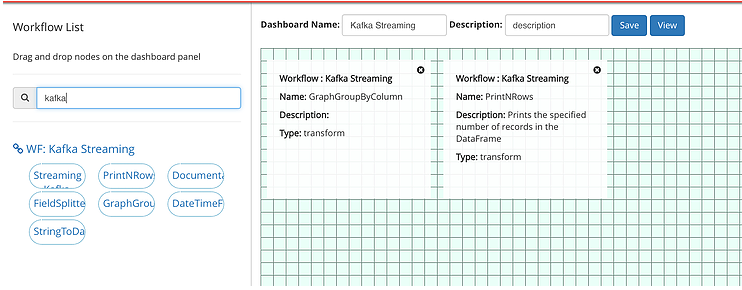 Workflow List
Drag and drop nodes on the dashboard panel
kafka
WF: Kafka Streaming
Streaming PrintNRow Documenta
Kafka
FieldSplitte GraphGrou DateTimeF
StringToDa
Dashboard Name: Kafka Streaming Description: description Save View
Workflow : Kafka Streaming
Name: GraphGroupByColumn
Description:
Type: transform
Workflow : Kafka Streaming
Name: PrintNRows
Description: Prints the specified
number of records in the
DataFrame
Type: transform